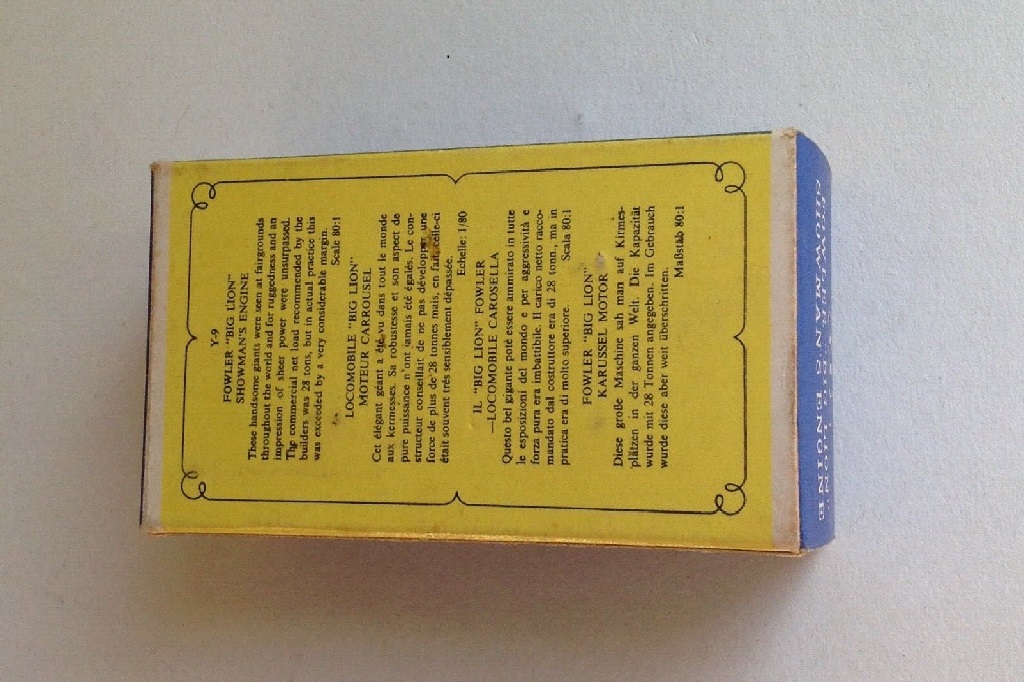 Y-9
FOWLER "BIG LION"
SHOWMAN'S ENGINE
These handsome giants were seen at fairgrounds
throughout the world and for ruggedness and an
impression of sheer power were unsurpassed.
The commercial net load recommended by the
builders was 28 tons, but in actual practice this
was exceeded by a very considerable margin.
Scale 80:1
LOCOMOBILE "BIG LION"
MOTEUR CARROUSEL
Cet élégant géant a été vu dans tout le monde
aux kermesses. Sa robustesse et son aspect de
pure puissance n'ont jamais été égalés. Le con-
structeur conseillait de ne pas développer une
force de plus de 28 tonnes mais, en fait, celle-ci
était souvent trés sensiblement dépassée.
Echelle: 1/80
IL "BIG LION" FOWLER
—LOCOMOBILE CAROSELLA
Questo bel gigante poté essere ammirato in tutte
le esposizioni del mondo e per aggressività e
forza pura era imbattibile. Il carico netto racco-
mandato dal costruttore era di 28 tonn., ma in
pratica era di molto superiore.
Scala 80:1
FOWLER "BIG LION"
KARUSSEL MOTOR
Diese große Maschine sah man auf Kirmes-
plätzen in der ganzen Welt. Die Kapazität
wurde mit 28 Tonnen angegeben. Im Gebrauch
wurde diese aber weit überschritten.
Maßstab 80:1
FOWLER "BIG LION"
SHOWMAN'S ENGINE